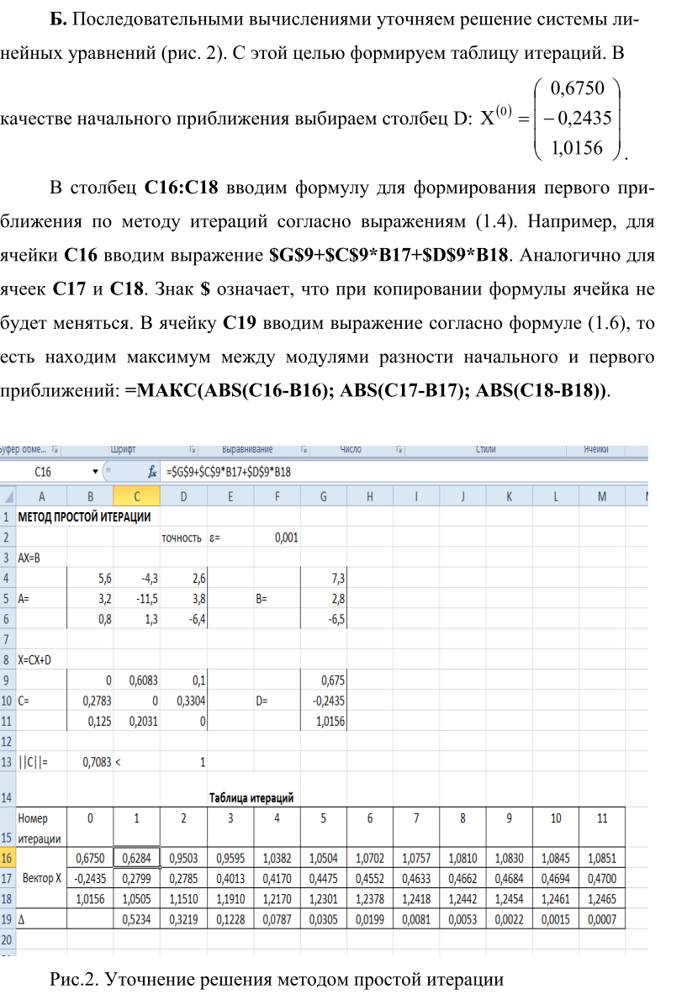 Б. Последовательными вычислениями уточняем решение системы ли-
нейных уравнений (рис. 2). С этой целью формируем таблицу итераций. В
качестве начального приближения выбираем столбец D: X⁽⁰⁾ = ( 0,6750
− 0,2435
1,0156 ) .
В столбец C16:C18 вводим формулу для формирования первого при-
ближения по методу итераций согласно выражениям (1.4). Например, для
ячейки C16 вводим выражение $G$9+$C$9*B17+$D$9*B18. Аналогично для
ячеек C17 и C18. Знак $ означает, что при копировании формулы ячейка не
будет меняться. В ячейку C19 вводим выражение согласно формуле (1.6), то
есть находим максимум между модулями разности начального и первого
приближений: =МАКС(ABS(C16-B16); ABS(C17-B17); ABS(C18-B18)).
Буфер обме... Шрифт Выравнивание Число Стили Ячейки
C16 fx =$G$9+$C$9*B17+$D$9*B18
A B C D E F G H I J K L M
1 МЕТОД ПРОСТОЙ ИТЕРАЦИИ
2 точность ε= 0,001
3 AX=B
4 5,6 -4,3 2,6 7,3
5 A= 3,2 -11,5 3,8 B= 2,8
6 0,8 1,3 -6,4 -6,5
7
8 X=CX+D
9 0 0,6083 0,1 0,675
10 C= 0,2783 0 0,3304 D= -0,2435
11 0,125 0,2031 0 1,0156
12
13 ||C||= 0,7083 < 1
14 Таблица итераций
15 Номер итерации 0 1 2 3 4 5 6 7 8 9 10 11
16 0,6750 0,6284 0,9503 0,9595 1,0382 1,0504 1,0702 1,0757 1,0810 1,0830 1,0845 1,0851
17 Вектор X -0,2435 0,2799 0,2785 0,4013 0,4170 0,4475 0,4552 0,4633 0,4662 0,4684 0,4694 0,4700
18 1,0156 1,0505 1,1510 1,1910 1,2170 1,2301 1,2378 1,2418 1,2442 1,2454 1,2461 1,2465
19 Δ 0,5234 0,3219 0,1228 0,0787 0,0305 0,0199 0,0081 0,0053 0,0022 0,0015 0,0007
20
Рис.2. Уточнение решения методом простой итерации